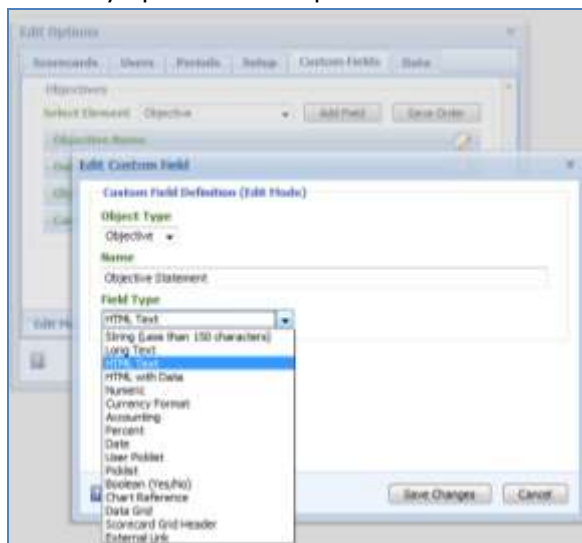 Edit Options
Scorecards Users Periods Setup Custom Fields Data
Objectives
Select Element Objective Add Field Save Order
Objective Name
Edit Custom Field
Custom Field Definition (Edit Mode)
Object Type
Objective
Name
Objective Statement
Field Type
HTML Text
String (Less than 150 characters)
Long Text
HTML Text
HTML with Data
Numeric
Currency Format
Accounting
Percent
Date
User Picklist
Picklist
Boolean (Yes/No)
Chart Reference
Data Grid
Scorecard Grid Header
External Link
Save Changes Cancel